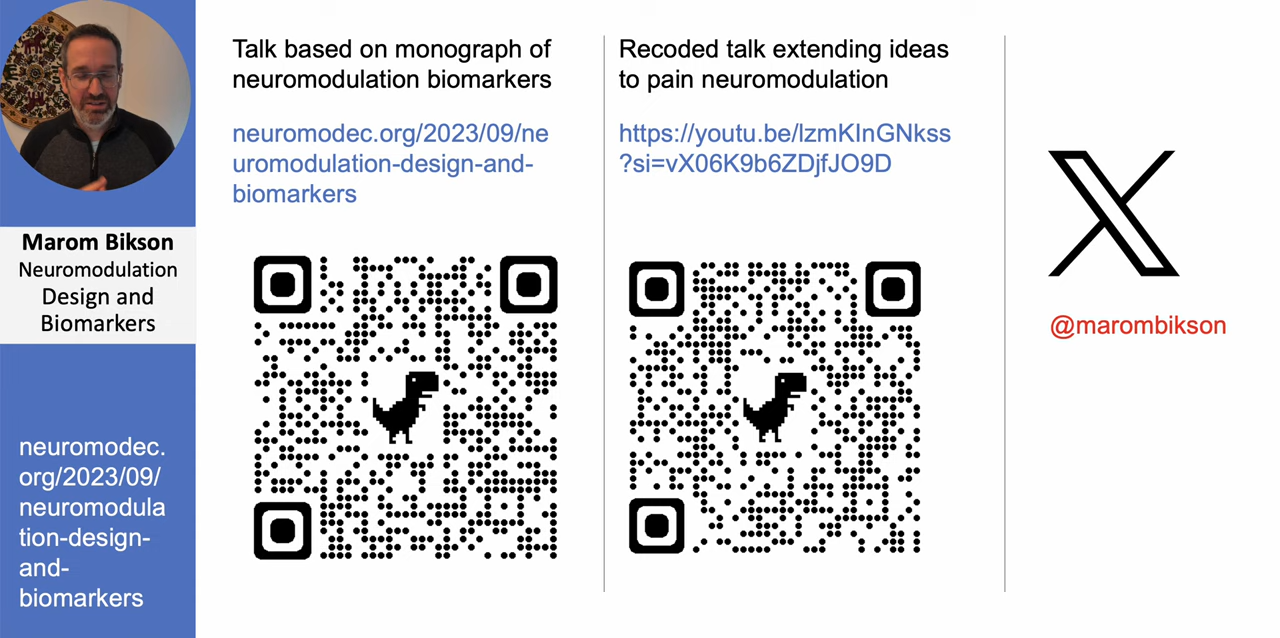 Marom Bikson
Neuromodulation
Design and
Biomarkers
neuromodec.
org/2023/09/
neuromodula
tion-design-
and-
biomarkers
Talk based on monograph of
neuromodulation biomarkers
neuromodec.org/2023/09/ne
uromodulation-design-and-
biomarkers
Recoded talk extending ideas
to pain neuromodulation
https://youtu.be/lzmKInGNkss
?si=vX06K9b6ZDjfJO9D
@marombikson